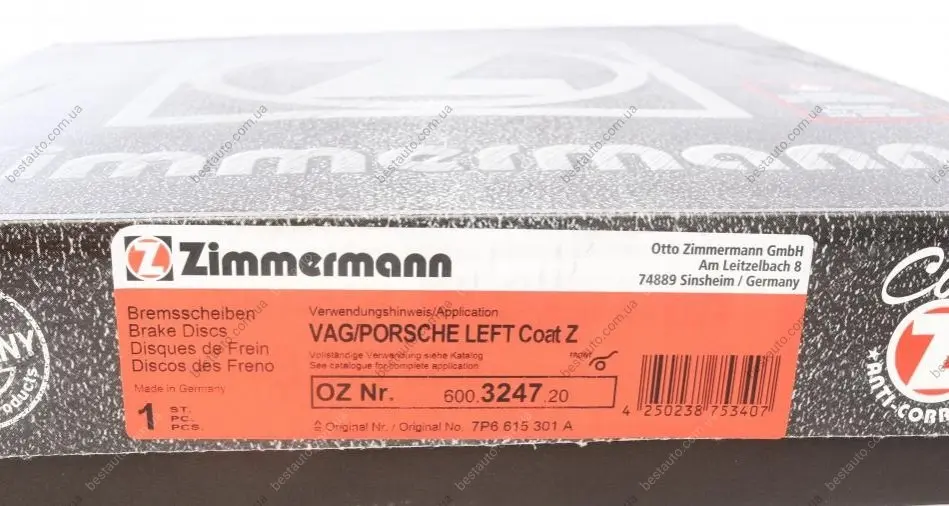 zimmermann
Zimmermann
Otto Zimmermann GmbH
Am Leitzelbach 8
74889 Sinsheim / Germany
Bremsscheiben
Brake Discs
Disques de Frein
Discos des Freno
Made in Germany
1 ST.
PC.
PCS.
Verwendungshinweis/Application
VAG/PORSCHE LEFT Coat Z
Vollständige Verwendung siehe Katalog
See catalogue for complete application
FRONT
OZ Nr. 600.3247.20
Original Nr. / Original No. 7P6 615 301 A
4 250238 753407
Z
ANTI-CORR
NY
products
bestauto.com.ua